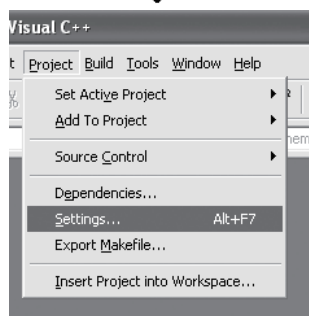 Visual C++
t Project Build Tools Window Help
Set Active Project
Add To Project
Source Control
Dependencies...
Settings... Alt+F7
Export Makefile...
Insert Project into Workspace...